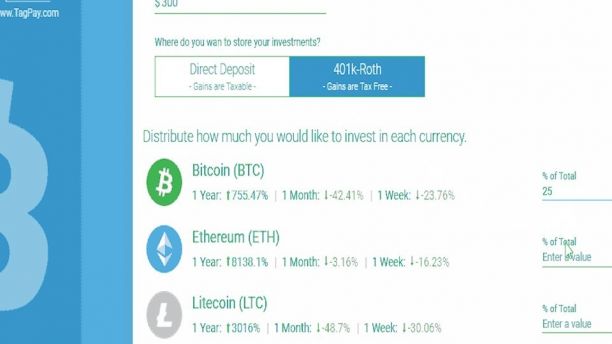 $ 300
www.TagPay.com
Where do you wan to store your investments?
Direct Deposit
- Gains are Taxable -
401k-Roth
- Gains are Tax Free -
Distribute how much you would like to invest in each currency.
Bitcoin (BTC)
1 Year: ⬆755.47% | 1 Month: ↓-42.41% | 1 Week: ↓-23.76%
% of Total
25
Ethereum (ETH)
1 Year: ⬆8138.1% | 1 Month: ↓-3.16% | 1 Week: ↓-16.23%
% of Total
Enter a value
Litecoin (LTC)
1 Year: ⬆3016% | 1 Month: ↓-48.7% | 1 Week: ↓-30.06%
% of Total
Enter a value